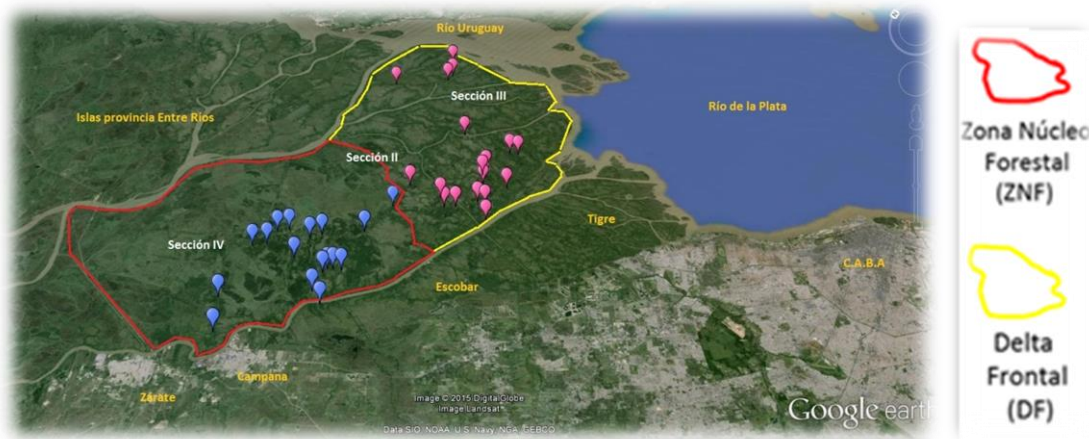 Río Uruguay
Sección III
Islas provincia Entre Ríos
Río de la Plata
Sección II
Tigre
Sección IV
C.A.B.A
Escobar
Campana
Zárate
Image © 2015 DigitalGlobe
Image Landsat
Data SIO, NOAA, U.S. Navy, NGA, GEBCO
Google earth
Zona Núcleo
Forestal
(ZNF)
Delta
Frontal
(DF)